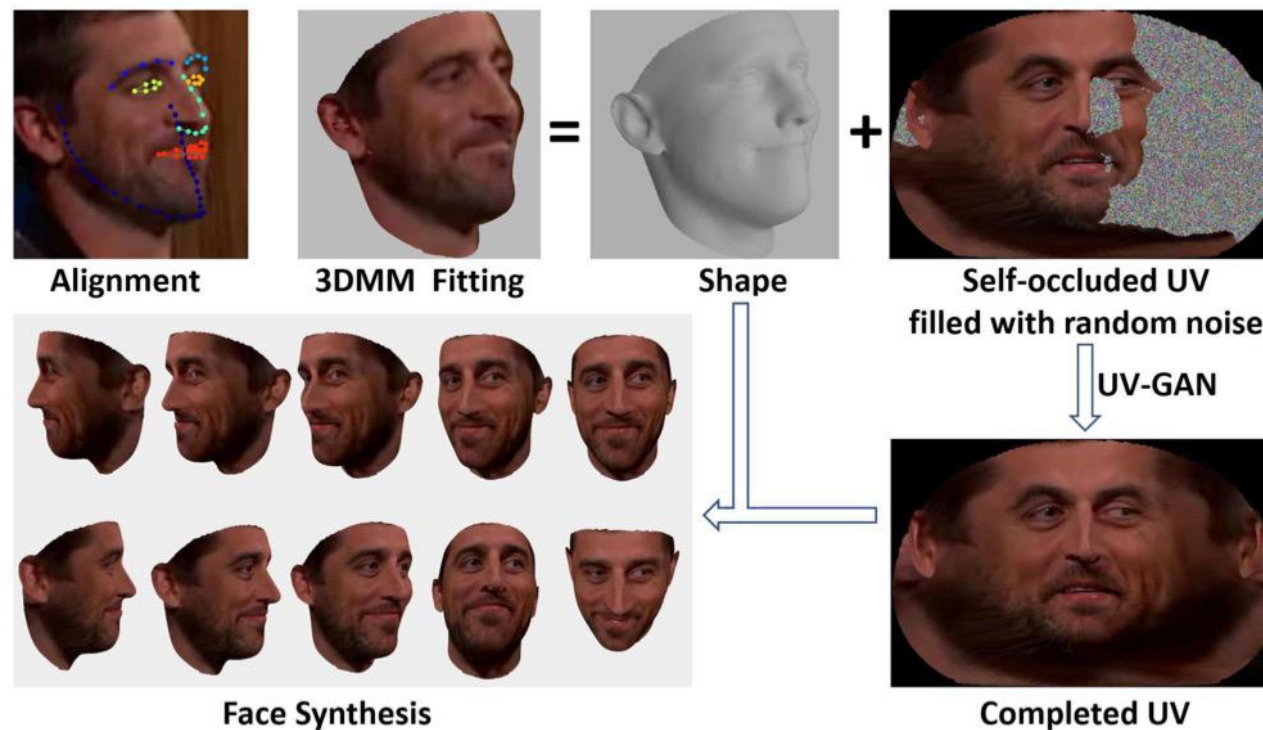 =
+
Alignment
3DMM Fitting
Shape
Self-occluded UV
filled with random noise
UV-GAN
Face Synthesis
Completed UV